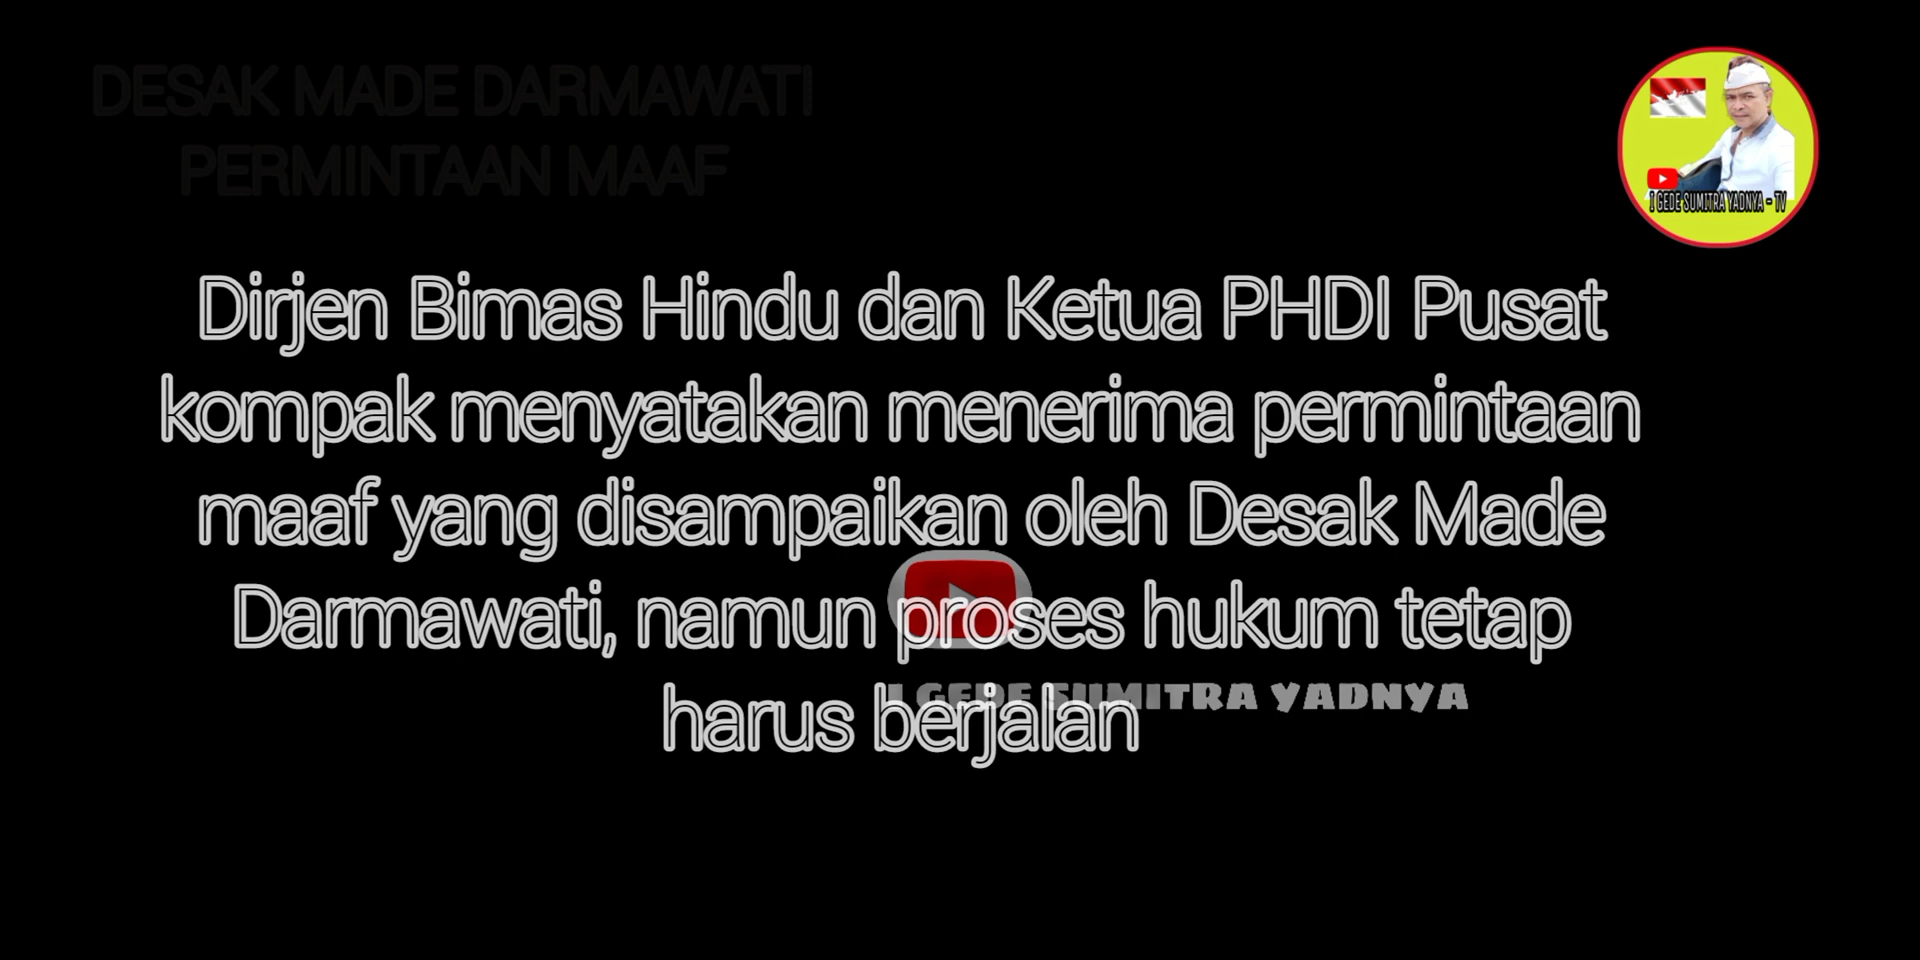 DESAK MADE DARMAWATI
PERMINTAAN MAAF
I GEDE SUMITRA YADNYA - TV
Dirjen Bimas Hindu dan Ketua PHDI Pusat
kompak menyatakan menerima permintaan
maaf yang disampaikan oleh Desak Made
Darmawati, namun proses hukum tetap
harus berjalan
I GEDE SUMITRA YADNYA